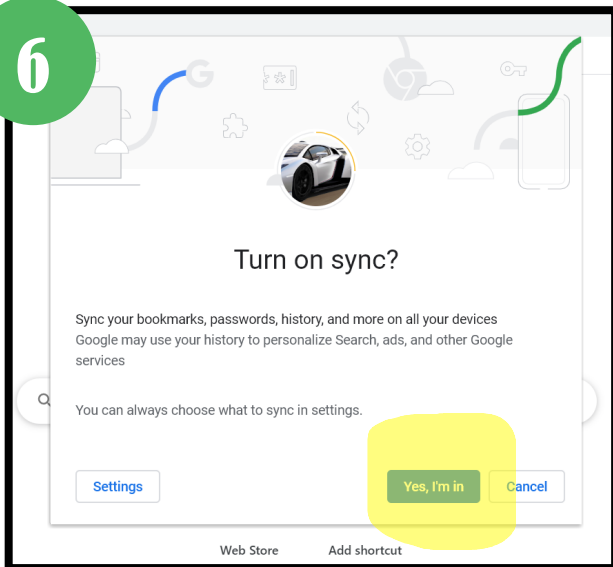 6
G
Turn on sync?
Sync your bookmarks, passwords, history, and more on all your devices
Google may use your history to personalize Search, ads, and other Google
services
You can always choose what to sync in settings.
Settings
Yes, I'm in
Cancel
Web Store
Add shortcut